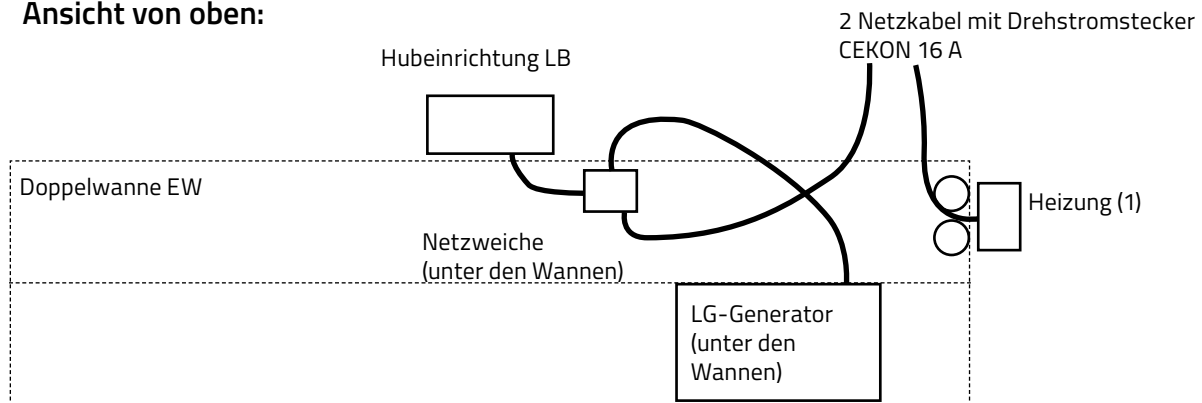 Ansicht von oben:
2 Netzkabel mit Drehstromstecker
CEKON 16 A
Hubeinrichtung LB
Doppelwanne EW
Heizung (1)
Netzweiche
(unter den Wannen)
LG-Generator
(unter den
Wannen)